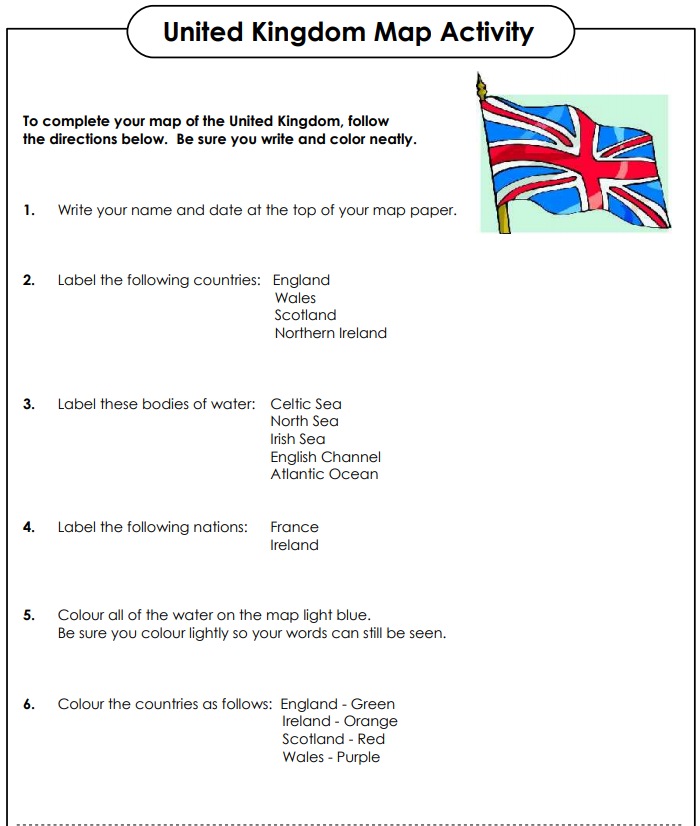 United Kingdom Map Activity
To complete your map of the United Kingdom, follow
the directions below. Be sure you write and color neatly.
1. Write your name and date at the top of your map paper.
2. Label the following countries: England
Wales
Scotland
Northern Ireland
3. Label these bodies of water: Celtic Sea
North Sea
Irish Sea
English Channel
Atlantic Ocean
4. Label the following nations: France
Ireland
5. Colour all of the water on the map light blue.
Be sure you colour lightly so your words can still be seen.
6. Colour the countries as follows: England - Green
Ireland - Orange
Scotland - Red
Wales - Purple